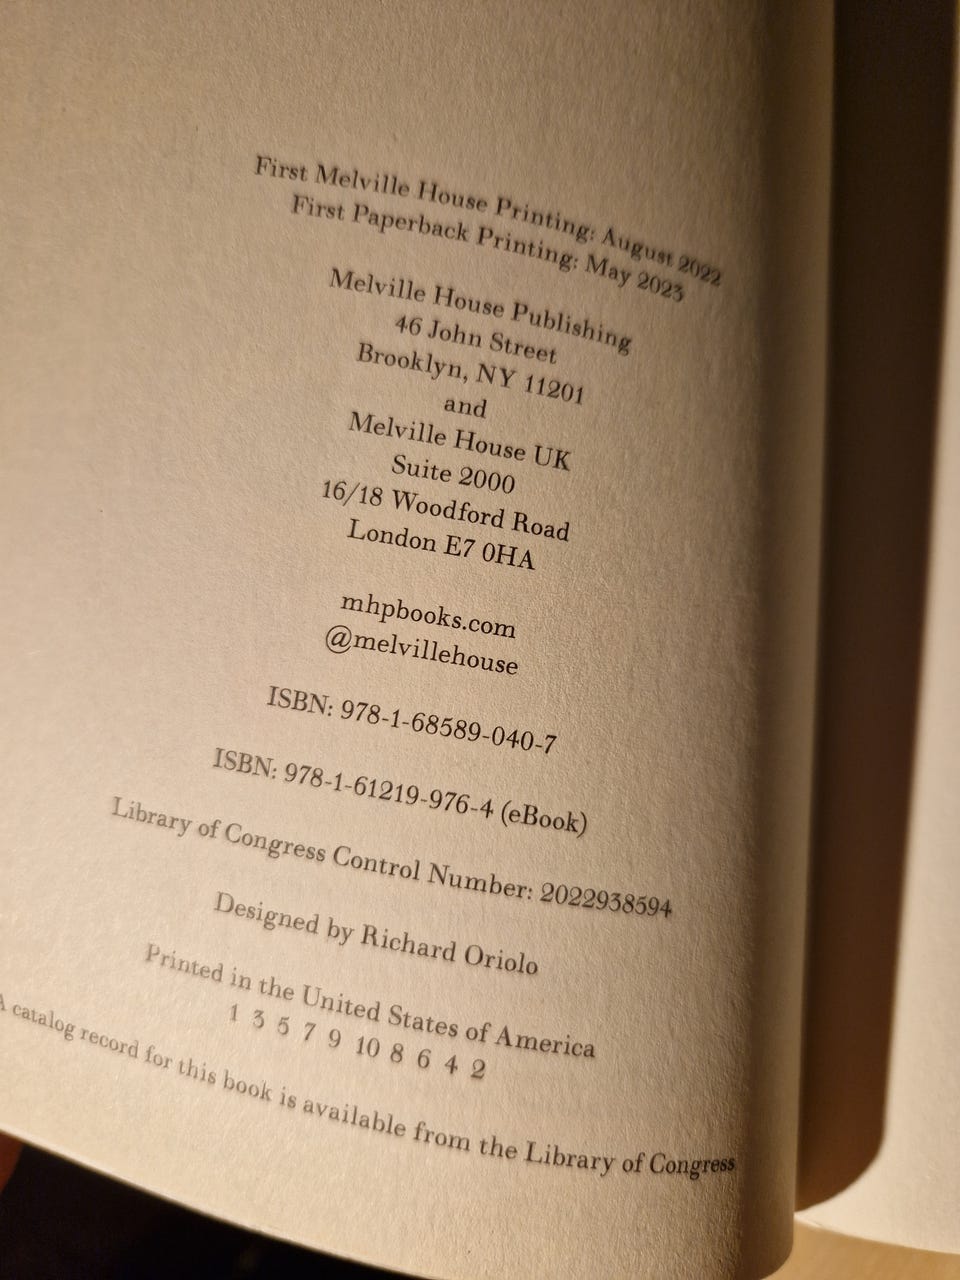 First Melville House Printing: August 2022
First Paperback Printing: May 2023
Melville House Publishing
46 John Street
Brooklyn, NY 11201
and
Melville House UK
Suite 2000
16/18 Woodford Road
London E7 0HA
mhpbooks.com
@melvillehouse
ISBN: 978-1-68589-040-7
ISBN: 978-1-61219-976-4 (eBook)
Library of Congress Control Number: 2022938594
Designed by Richard Oriolo
Printed in the United States of America
1 3 5 7 9 10 8 6 4 2
A catalog record for this book is available from the Library of Congress